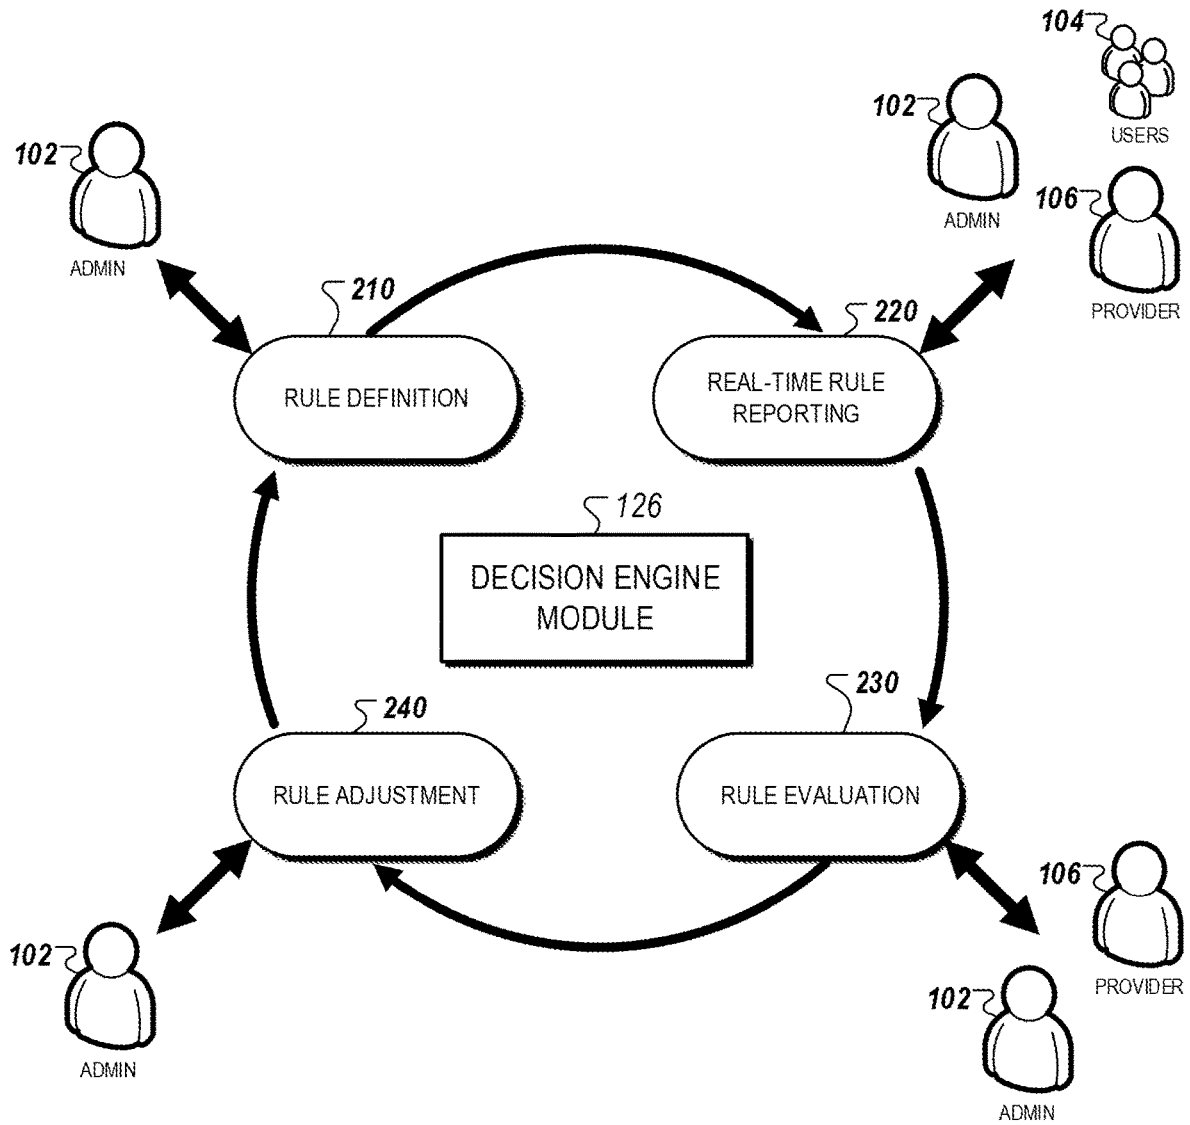 104
USERS
102
ADMIN
106
PROVIDER
102
ADMIN
210
RULE DEFINITION
220
REAL-TIME RULE
REPORTING
126
DECISION ENGINE
MODULE
240
RULE ADJUSTMENT
230
RULE EVALUATION
102
ADMIN
106
PROVIDER
102
ADMIN